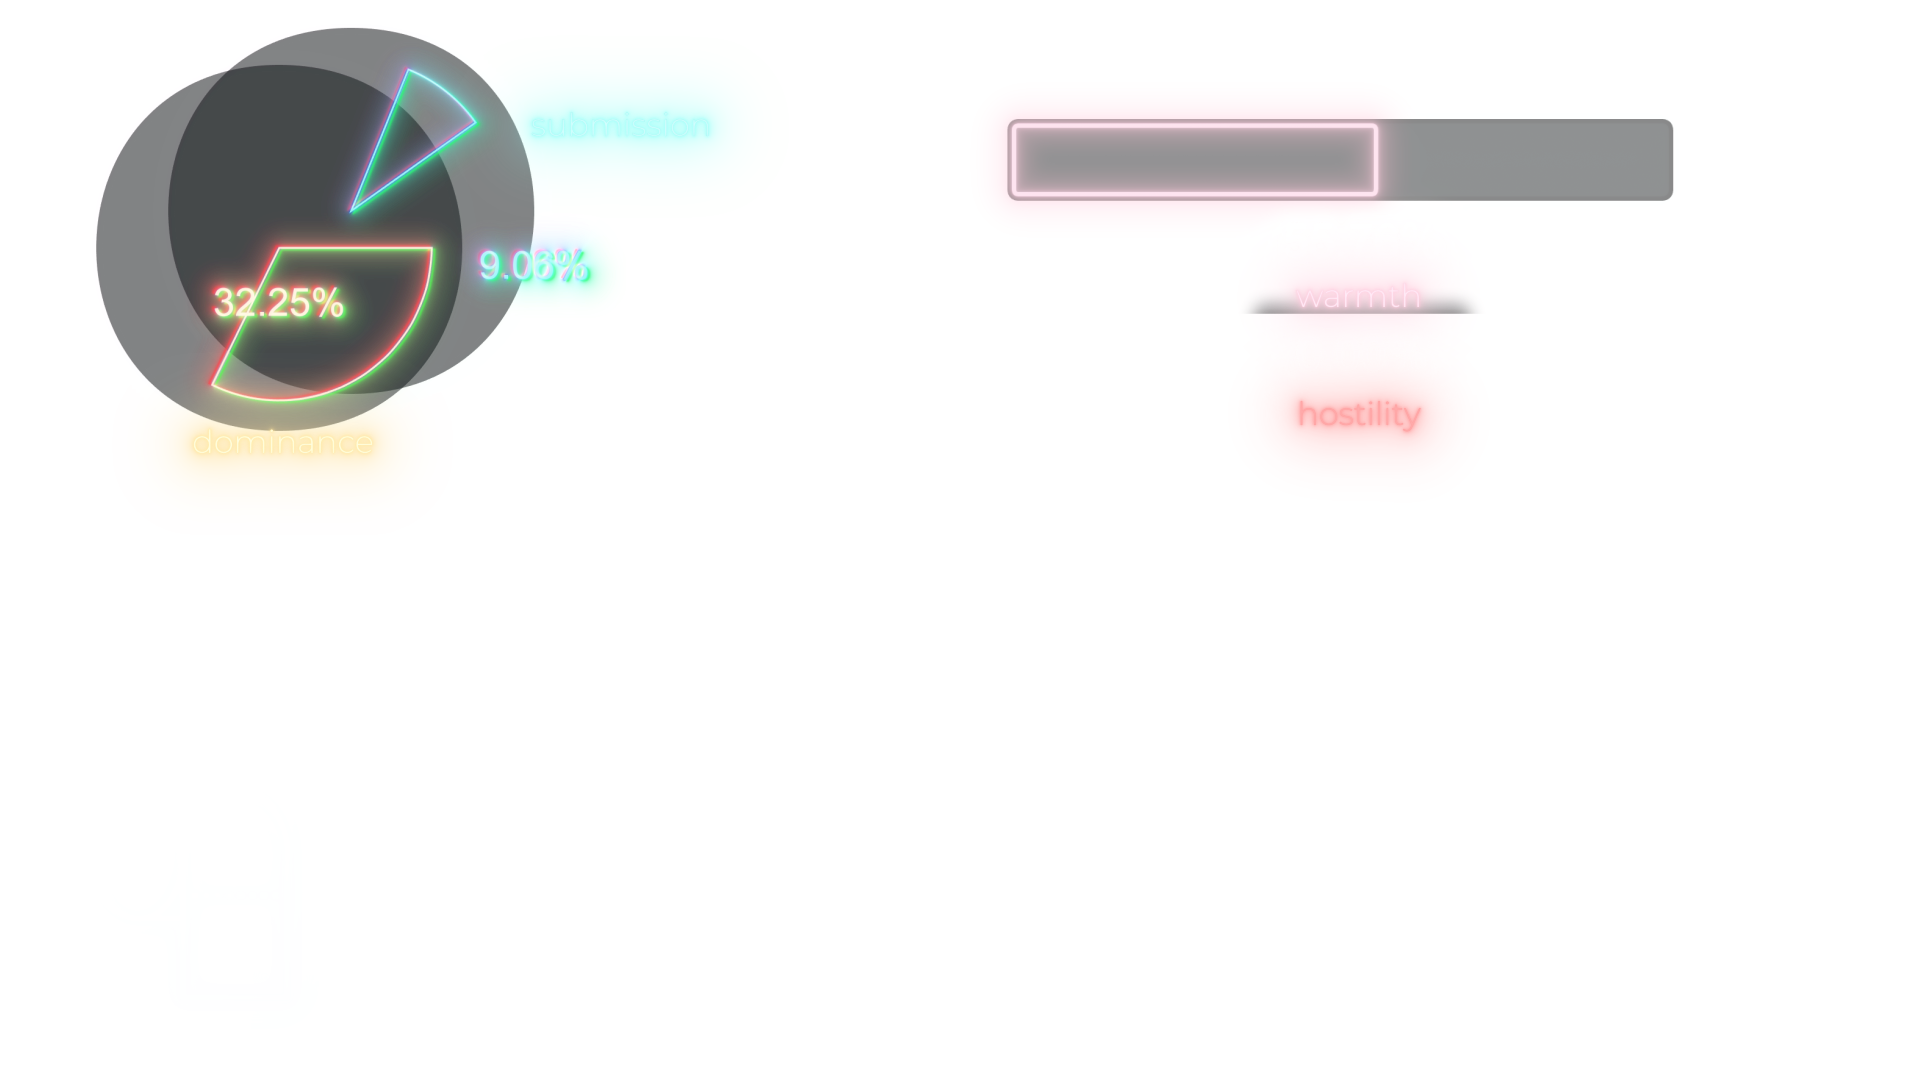 submission
9.06%
32.25%
dominance
warmth
hostility